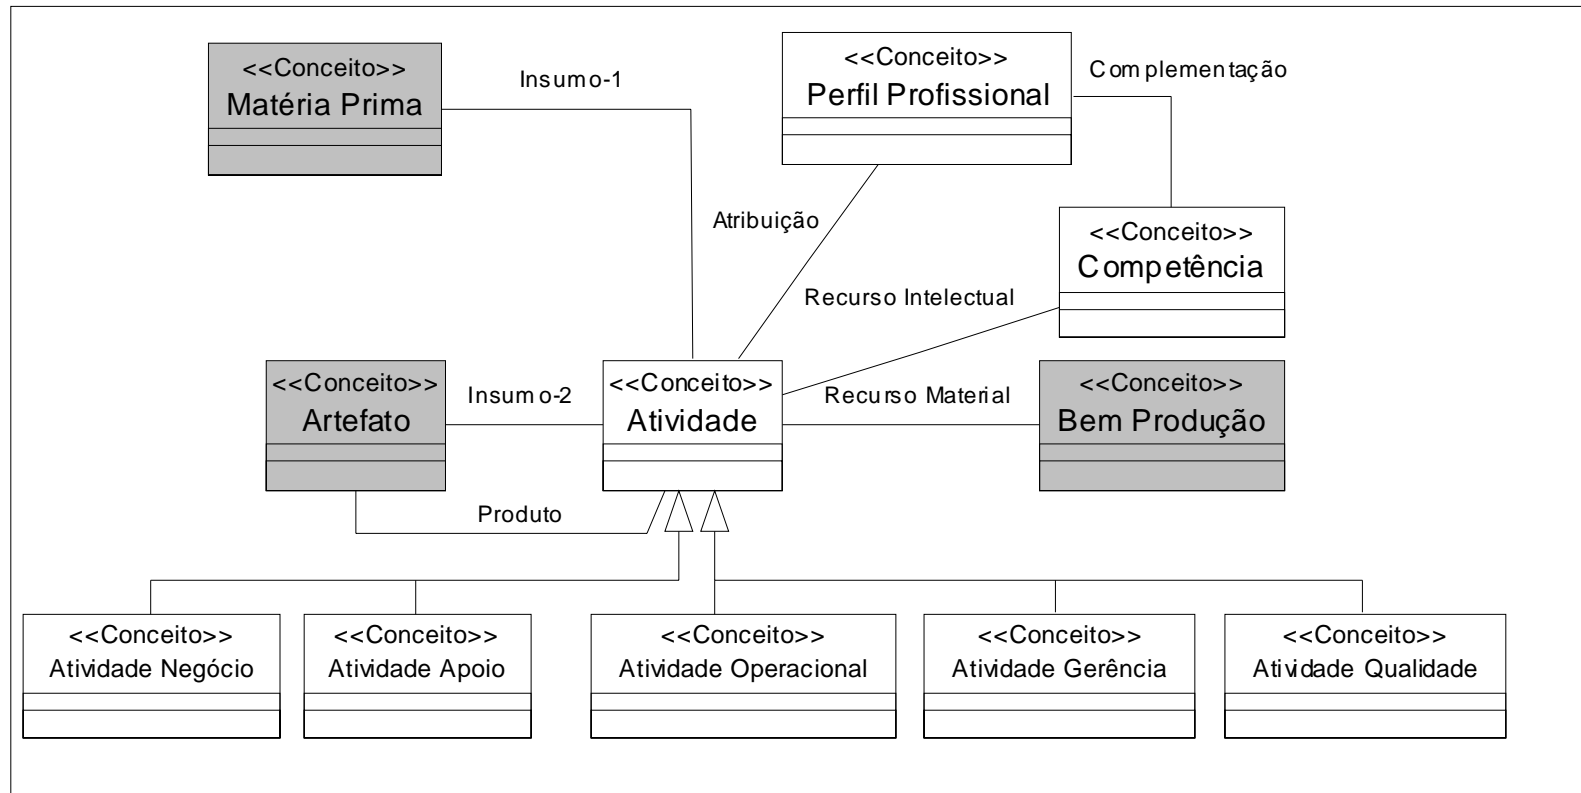 <<Conceito>>
Matéria Prima
Insumo-1
<<Conceito>>
Perfil Profissional
Complementação
Atribuição
<<Conceito>>
Competência
Recurso Intelectual
<<Conceito>>
Artefato
Insumo-2
<<Conceito>>
Atividade
Recurso Material
<<Conceito>>
Bem Produção
Produto
<<Conceito>>
Atividade Negócio
<<Conceito>>
Atividade Apoio
<<Conceito>>
Atividade Operacional
<<Conceito>>
Atividade Gerência
<<Conceito>>
Atividade Qualidade